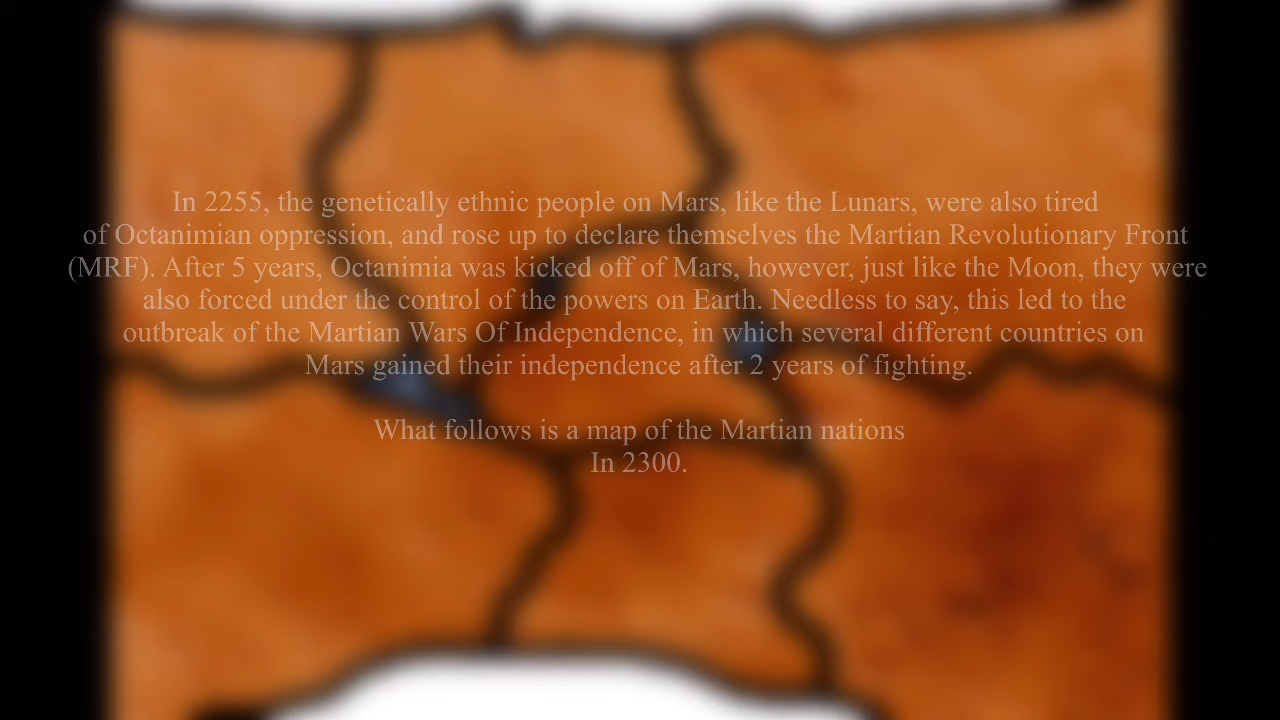 In 2255, the genetically ethnic people on Mars, like the Lunars, were also tired
of Octanimian oppression, and rose up to declare themselves the Martian Revolutionary Front
(MRF). After 5 years, Octanimia was kicked off of Mars, however, just like the Moon, they were
also forced under the control of the powers on Earth. Needless to say, this led to the
outbreak of the Martian Wars Of Independence, in which several different countries on
Mars gained their independence after 2 years of fighting.
What follows is a map of the Martian nations
In 2300.